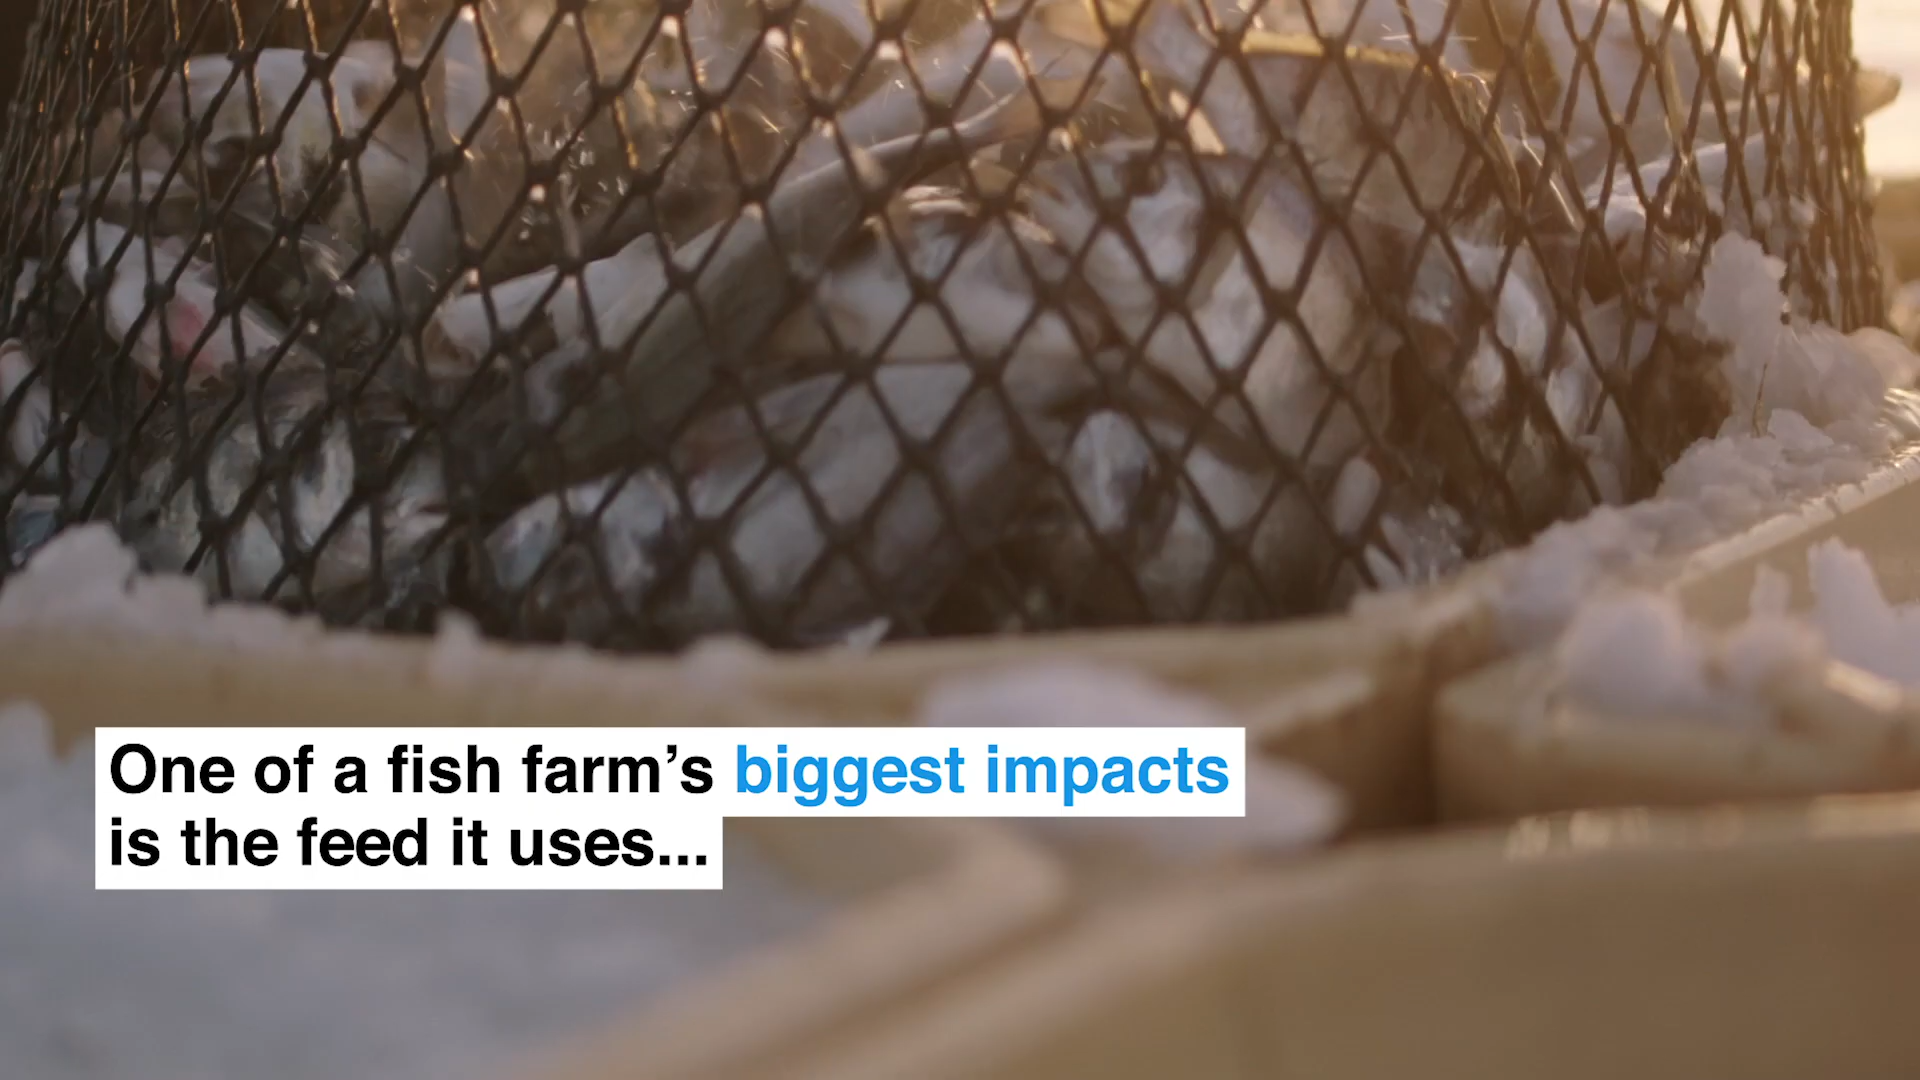 One of a fish farm’s biggest impacts
is the feed it uses...